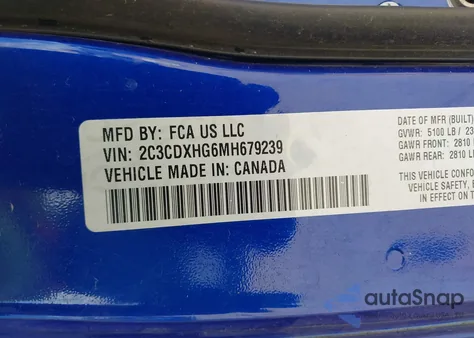 MFD BY: FCA US LLC
VIN: 2C3CDXHG6MH679239
VEHICLE MADE IN: CANADA
DATE OF MFR (BUILT)
GVWR: 5100 LB / 23
GAWR FRONT: 2810
GAWR REAR: 2810 L
THIS VEHICLE CONFO
VEHICLE SAFETY, B
IN EFFECT ON T
autoSnap